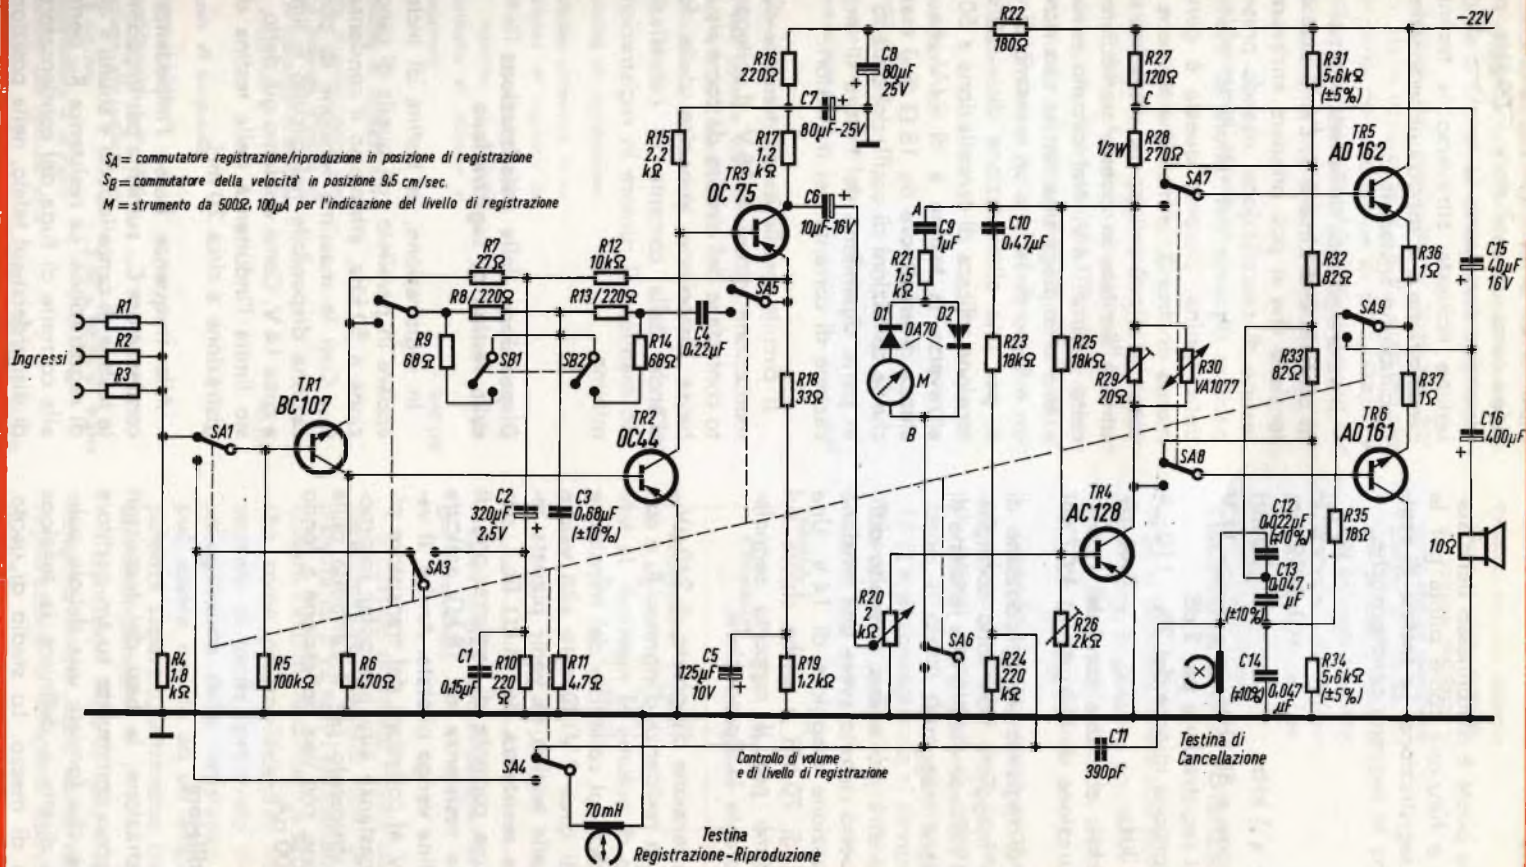 -22V
R22
180Ω
R16
220Ω
C8
80µF
25V
R27
120Ω
R31
5,6kΩ
(±5%)
C
C7
80µF-25V
R15
2,2
kΩ
R17
1,2
kΩ
1/2W
R28
270Ω
TR5
AD 162
SA = commutatore registrazione/riproduzione in posizione di registrazione
SB = commutatore della velocità in posizione 9,5 cm/sec.
M = strumento da 500Ω, 100µA per l'indicazione del livello di registrazione
TR3
OC 75
C6
10µF-16V
SA7
A
C9
1µF
C10
0,47µF
R7
27Ω
R12
10kΩ
R21
1,5
kΩ
R32
82Ω
R36
1Ω
C15
40µF
16V
R8/220Ω
R13/220Ω
SA5
SA9
R1
R2
R3
Ingressi
R9
68Ω
SB1
SB2
R14
68Ω
C4
0,22µF
D1
D2
OA70
M
R23
18kΩ
R25
18kΩ
R29
20Ω
R30
VA1077
R33
82Ω
R18
33Ω
R37
1Ω
TR1
BC107
TR2
OC44
B
TR6
AD161
C16
400µF
SA1
SA8
C2
320µF
2,5V
C3
0,68µF
(±10%)
TR4
AC128
C12
0,022µF
(±10%)
R35
18Ω
10Ω
C13
0,047
µF
(±10%)
SA3
R20
2
kΩ
R26
2kΩ
SA6
R4
1,8
kΩ
R5
100kΩ
R6
470Ω
C1
0,15µF
R10
220
Ω
R11
4,7Ω
C5
125µF
10V
R19
1,2kΩ
R24
220
kΩ
C14
(±10%)
0,047
µF
R34
5,6kΩ
(±5%)
SA4
Controllo di volume
e di livello di registrazione
C11
390pF
Testina di
Cancellazione
70mH
Testina
Registrazione-Riproduzione